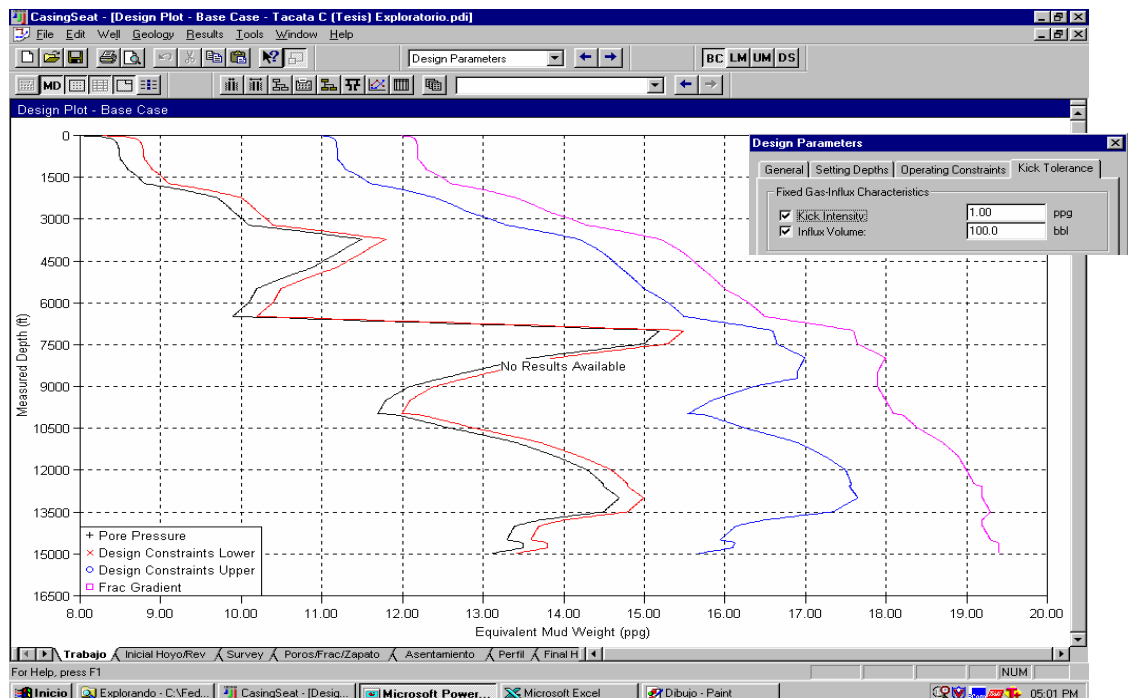 CasingSeat - [Design Plot - Base Case - Tacata C (Tesis) Exploratorio.pdi]
File Edit Well Geology Results Tools Window Help
Design Parameters BC LM UM DS
MD
Design Plot - Base Case
Design Parameters
General Setting Depths Operating Constraints Kick Tolerance
Fixed Gas-Influx Characteristics
Kick Intensity: 1.00 ppg
Influx Volume: 100.0 bbl
0
1500
3000
4500
6000
7500
9000
10500
12000
13500
15000
16500
Measured Depth (ft)
No Results Available
+ Pore Pressure
× Design Constraints Lower
o Design Constraints Upper
□ Frac Gradient
8.00 9.00 10.00 11.00 12.00 13.00 14.00 15.00 16.00 17.00 18.00 19.00 20.00
Equivalent Mud Weight (ppg)
Trabajo Inicial Hoyo/Rev Survey Poros/Frac/Zapato Asentamiento Perfil Final H
For Help, press F1 NUM
Inicio Explorando - C:\Fed... CasingSeat - [Desig... Microsoft Power... Microsoft Excel Dibujo - Paint 05:01 PM